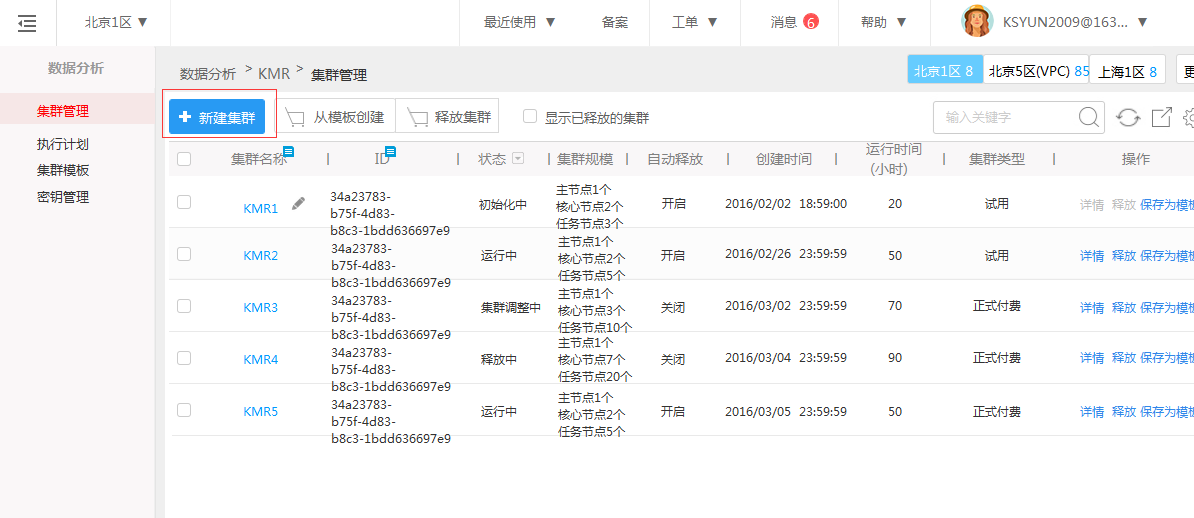 北京1区 ▼
最近使用 ▼
备案
工单 ▼
消息 6
帮助 ▼
KSYUN2009@163... ▼
数据分析
集群管理
执行计划
集群模板
密钥管理
数据分析 > KMR > 集群管理
北京1区 8
北京5区(VPC) 85
上海1区 8
更
+ 新建集群
从模板创建
释放集群
显示已释放的集群
输入关键字
集群名称 | ID | 状态 | 集群规模 | 自动释放 | 创建时间 | 运行时间
(小时) | 集群类型 | 操作
KMR1
34a23783-
b75f-4d83-
b8c3-1bdd636697e9
初始化中
主节点1个
核心节点2个
任务节点3个
开启
2016/02/02 18:59:00
20
试用
详情 释放 保存为模板
KMR2
34a23783-
b75f-4d83-
b8c3-1bdd636697e9
运行中
主节点1个
核心节点2个
任务节点5个
开启
2016/02/26 23:59:59
50
试用
详情 释放 保存为模板
KMR3
34a23783-
b75f-4d83-
b8c3-1bdd636697e9
集群调整中
主节点1个
核心节点3个
任务节点10个
关闭
2016/03/02 23:59:59
70
正式付费
详情 释放 保存为模板
KMR4
34a23783-
b75f-4d83-
b8c3-1bdd636697e9
释放中
主节点1个
核心节点7个
任务节点20个
关闭
2016/03/04 23:59:59
90
正式付费
详情 释放 保存为模板
KMR5
34a23783-
b75f-4d83-
b8c3-1bdd636697e9
运行中
主节点1个
核心节点2个
任务节点5个
开启
2016/03/05 23:59:59
50
正式付费
详情 释放 保存为模板